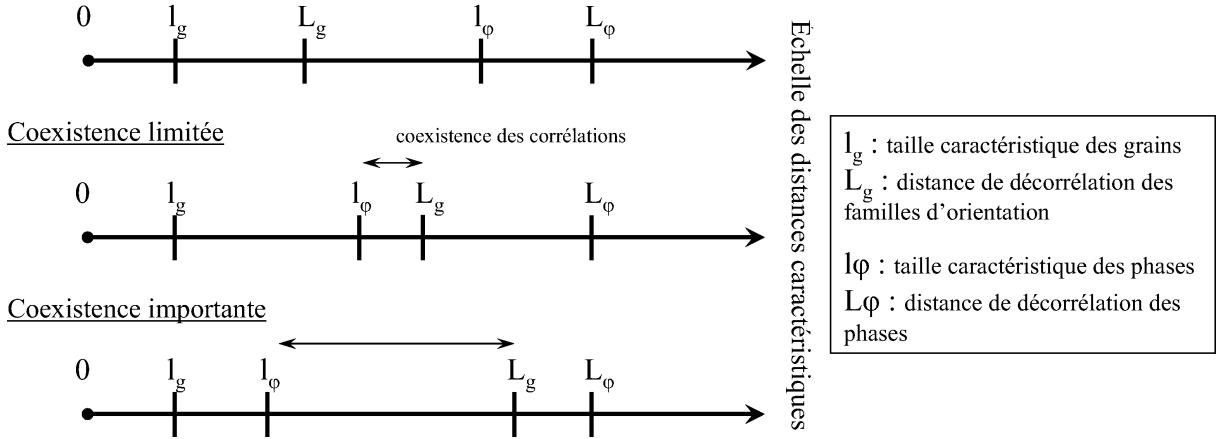 0 l_g L_g l_φ L_φ
Coexistence limitée
coexistence des corrélations
0 l_g l_φ L_g L_φ
Coexistence importante
0 l_g l_φ L_g L_φ
Échelle des distances caractéristiques
l_g : taille caractéristique des grains
L_g : distance de décorrélation des
familles d’orientation
lφ : taille caractéristique des phases
Lφ : distance de décorrélation des
phases